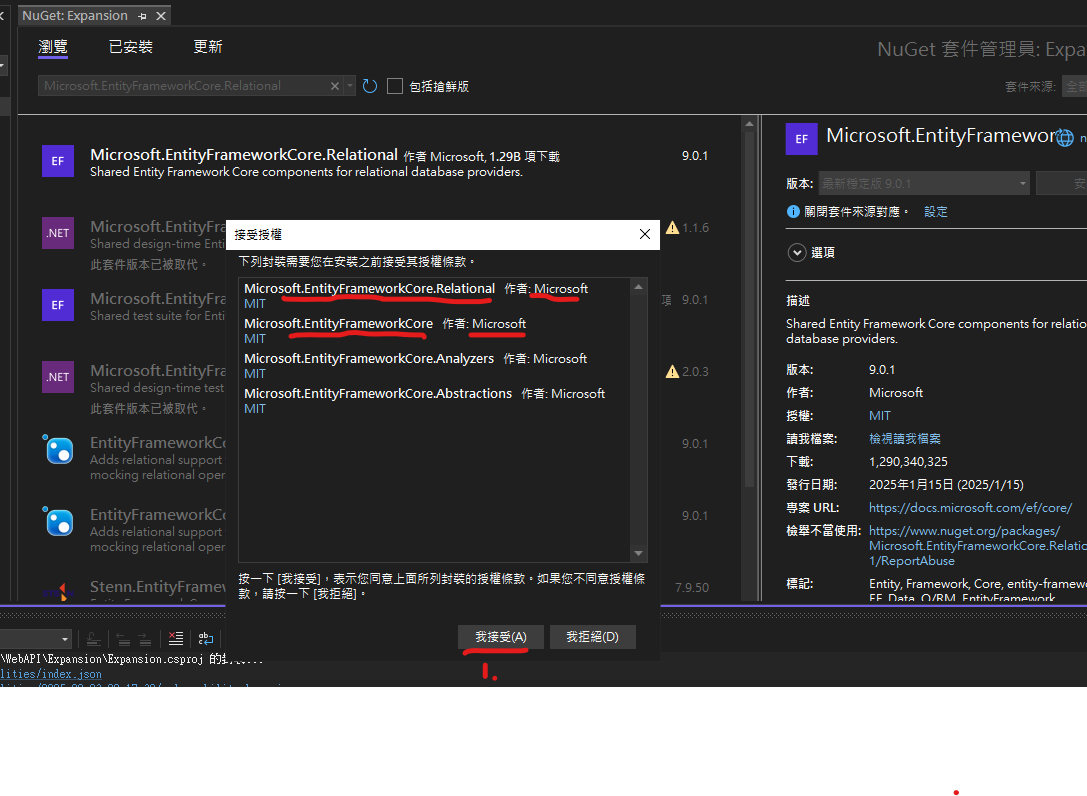 NuGet: Expansion
瀏覽 已安裝 更新
NuGet 套件管理員: Expa
Microsoft.EntityFrameworkCore.Relational
包括搶鮮版
套件來源: 全部
EF
Microsoft.EntityFrameworkCore.Relational 作者 Microsoft, 1.29B 項下載
9.0.1
Shared Entity Framework Core components for relational database providers.
.NET
Microsoft.EntityFra
1.1.6
Shared design-time Enti
此套件版本已被取代。
EF
Microsoft.EntityFra
項 9.0.1
Shared test suite for Enti
.NET
Microsoft.EntityFra
2.0.3
Shared design-time test
此套件版本已被取代。
EntityFrameworkCo
9.0.1
Adds relational support
mocking relational oper
EntityFrameworkCo
9.0.1
Adds relational support
mocking relational oper
Stenn.EntityFramew
7.9.50
接受授權
下列封裝需要您在安裝之前接受其授權條款。
Microsoft.EntityFrameworkCore.Relational 作者: Microsoft
MIT
Microsoft.EntityFrameworkCore 作者: Microsoft
MIT
Microsoft.EntityFrameworkCore.Analyzers 作者: Microsoft
MIT
Microsoft.EntityFrameworkCore.Abstractions 作者: Microsoft
MIT
按一下 [我接受]，表示您同意上面所列封裝的授權條款。如果您不同意授權條
款，請按一下 [我拒絕]。
我接受(A) 我拒絕(D)
1.
EF
Microsoft.EntityFramewor
n
版本: 最新穩定版 9.0.1
安
關閉套件來源對應。 設定
選項
描述
Shared Entity Framework Core components for relatio
database providers.
版本: 9.0.1
作者: Microsoft
授權: MIT
讀我檔案: 檢視讀我檔案
下載: 1,290,340,325
發行日期: 2025年1月15日 (2025/1/15)
專案 URL: https://docs.microsoft.com/ef/core/
檢舉不當使用: https://www.nuget.org/packages/
Microsoft.EntityFrameworkCore.Relatio
1/ReportAbuse
標記: Entity, Framework, Core, entity-framewo
EF, Data, O/RM, EntityFramework,
\WebAPI\Expansion\Expansion.csproj 的封裝...
lities/index.json